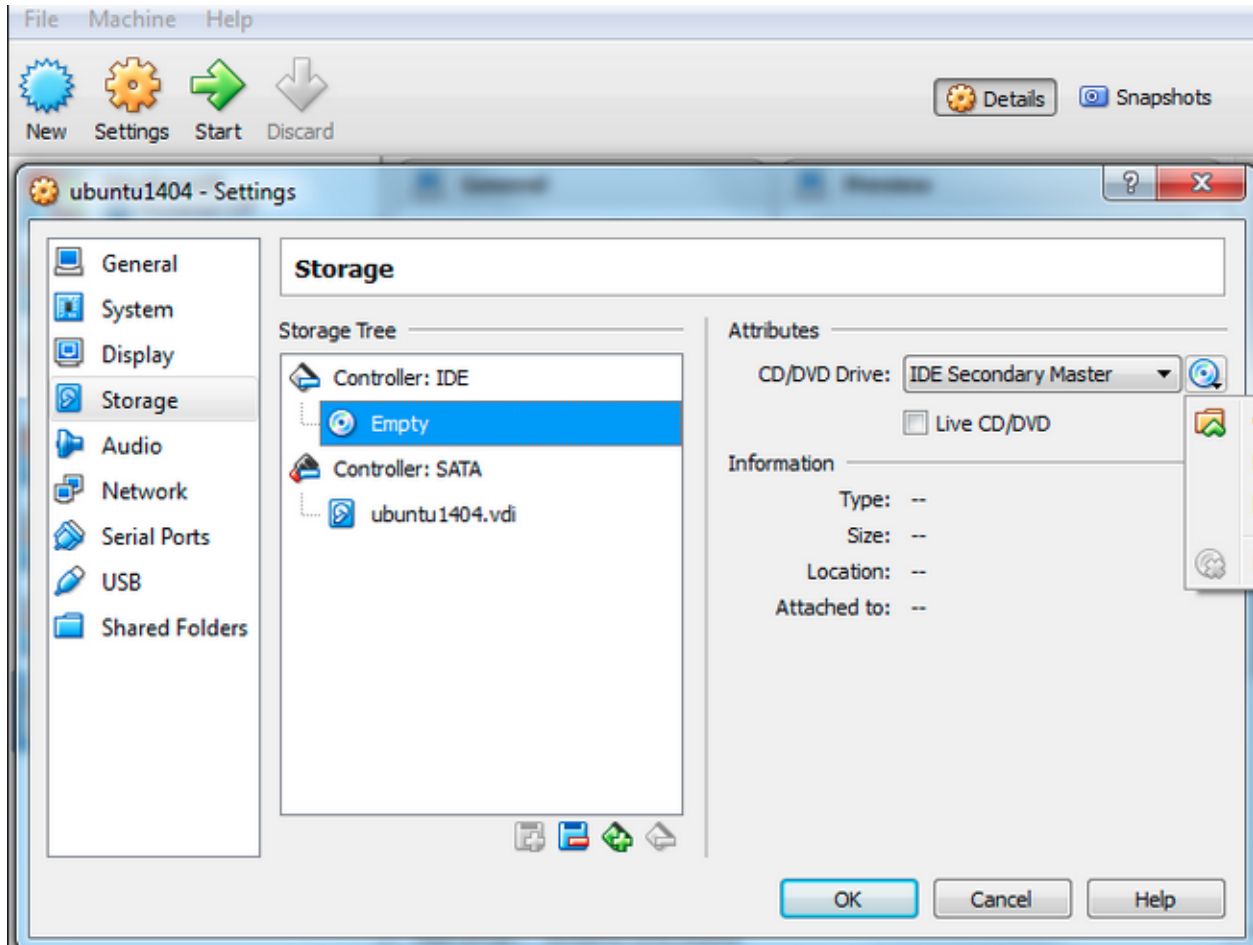 File Machine Help
New Settings Start Discard
Details Snapshots
ubuntu1404 - Settings
General
System
Display
Storage
Audio
Network
Serial Ports
USB
Shared Folders
Storage
Storage Tree
Controller: IDE
Empty
Controller: SATA
ubuntu1404.vdi
Attributes
CD/DVD Drive: IDE Secondary Master
Live CD/DVD
Information
Type: --
Size: --
Location: --
Attached to: --
OK Cancel Help